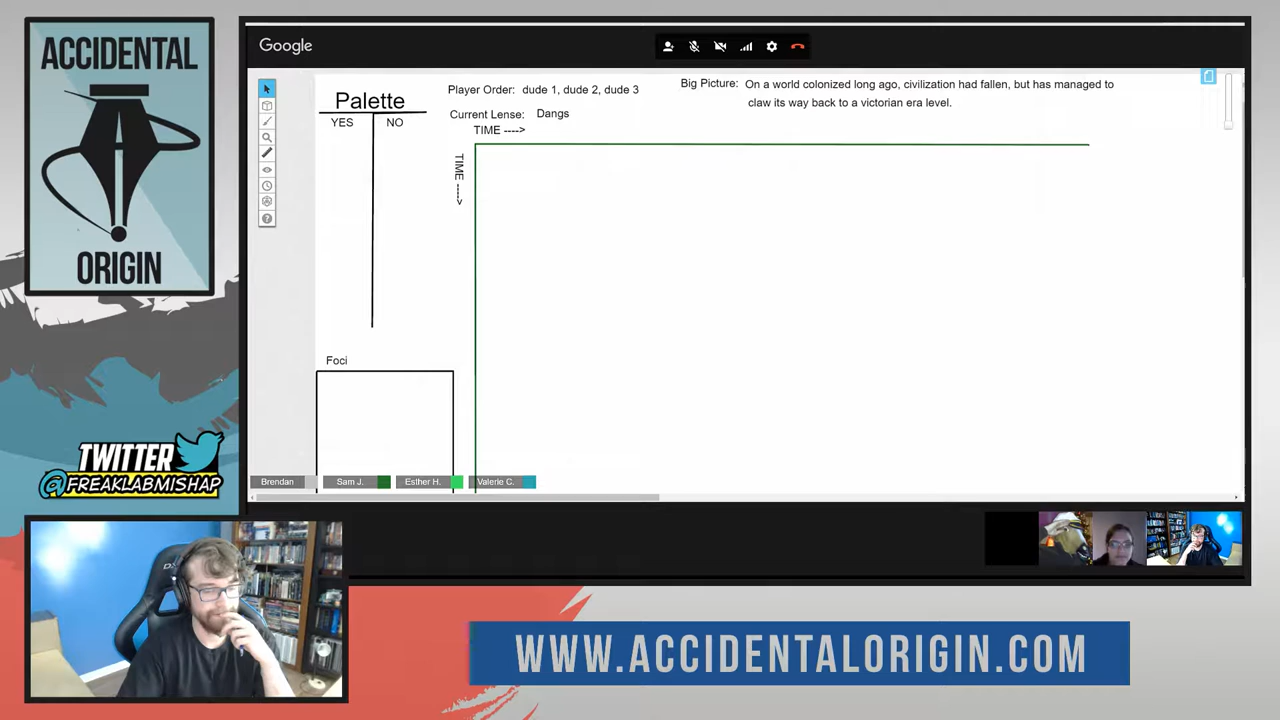 ACCIDENTAL
ORIGIN
TWITTER
@FREAKLABMISHAP
Google
Palette
YES NO
Player Order: dude 1, dude 2, dude 3
Current Lense: Dangs
TIME ---->
TIME ---->
Big Picture: On a world colonized long ago, civilization had fallen, but has managed to
claw its way back to a victorian era level.
Foci
Brendan Sam J. Esther H. Valerie C.
WWW.ACCIDENTALORIGIN.COM